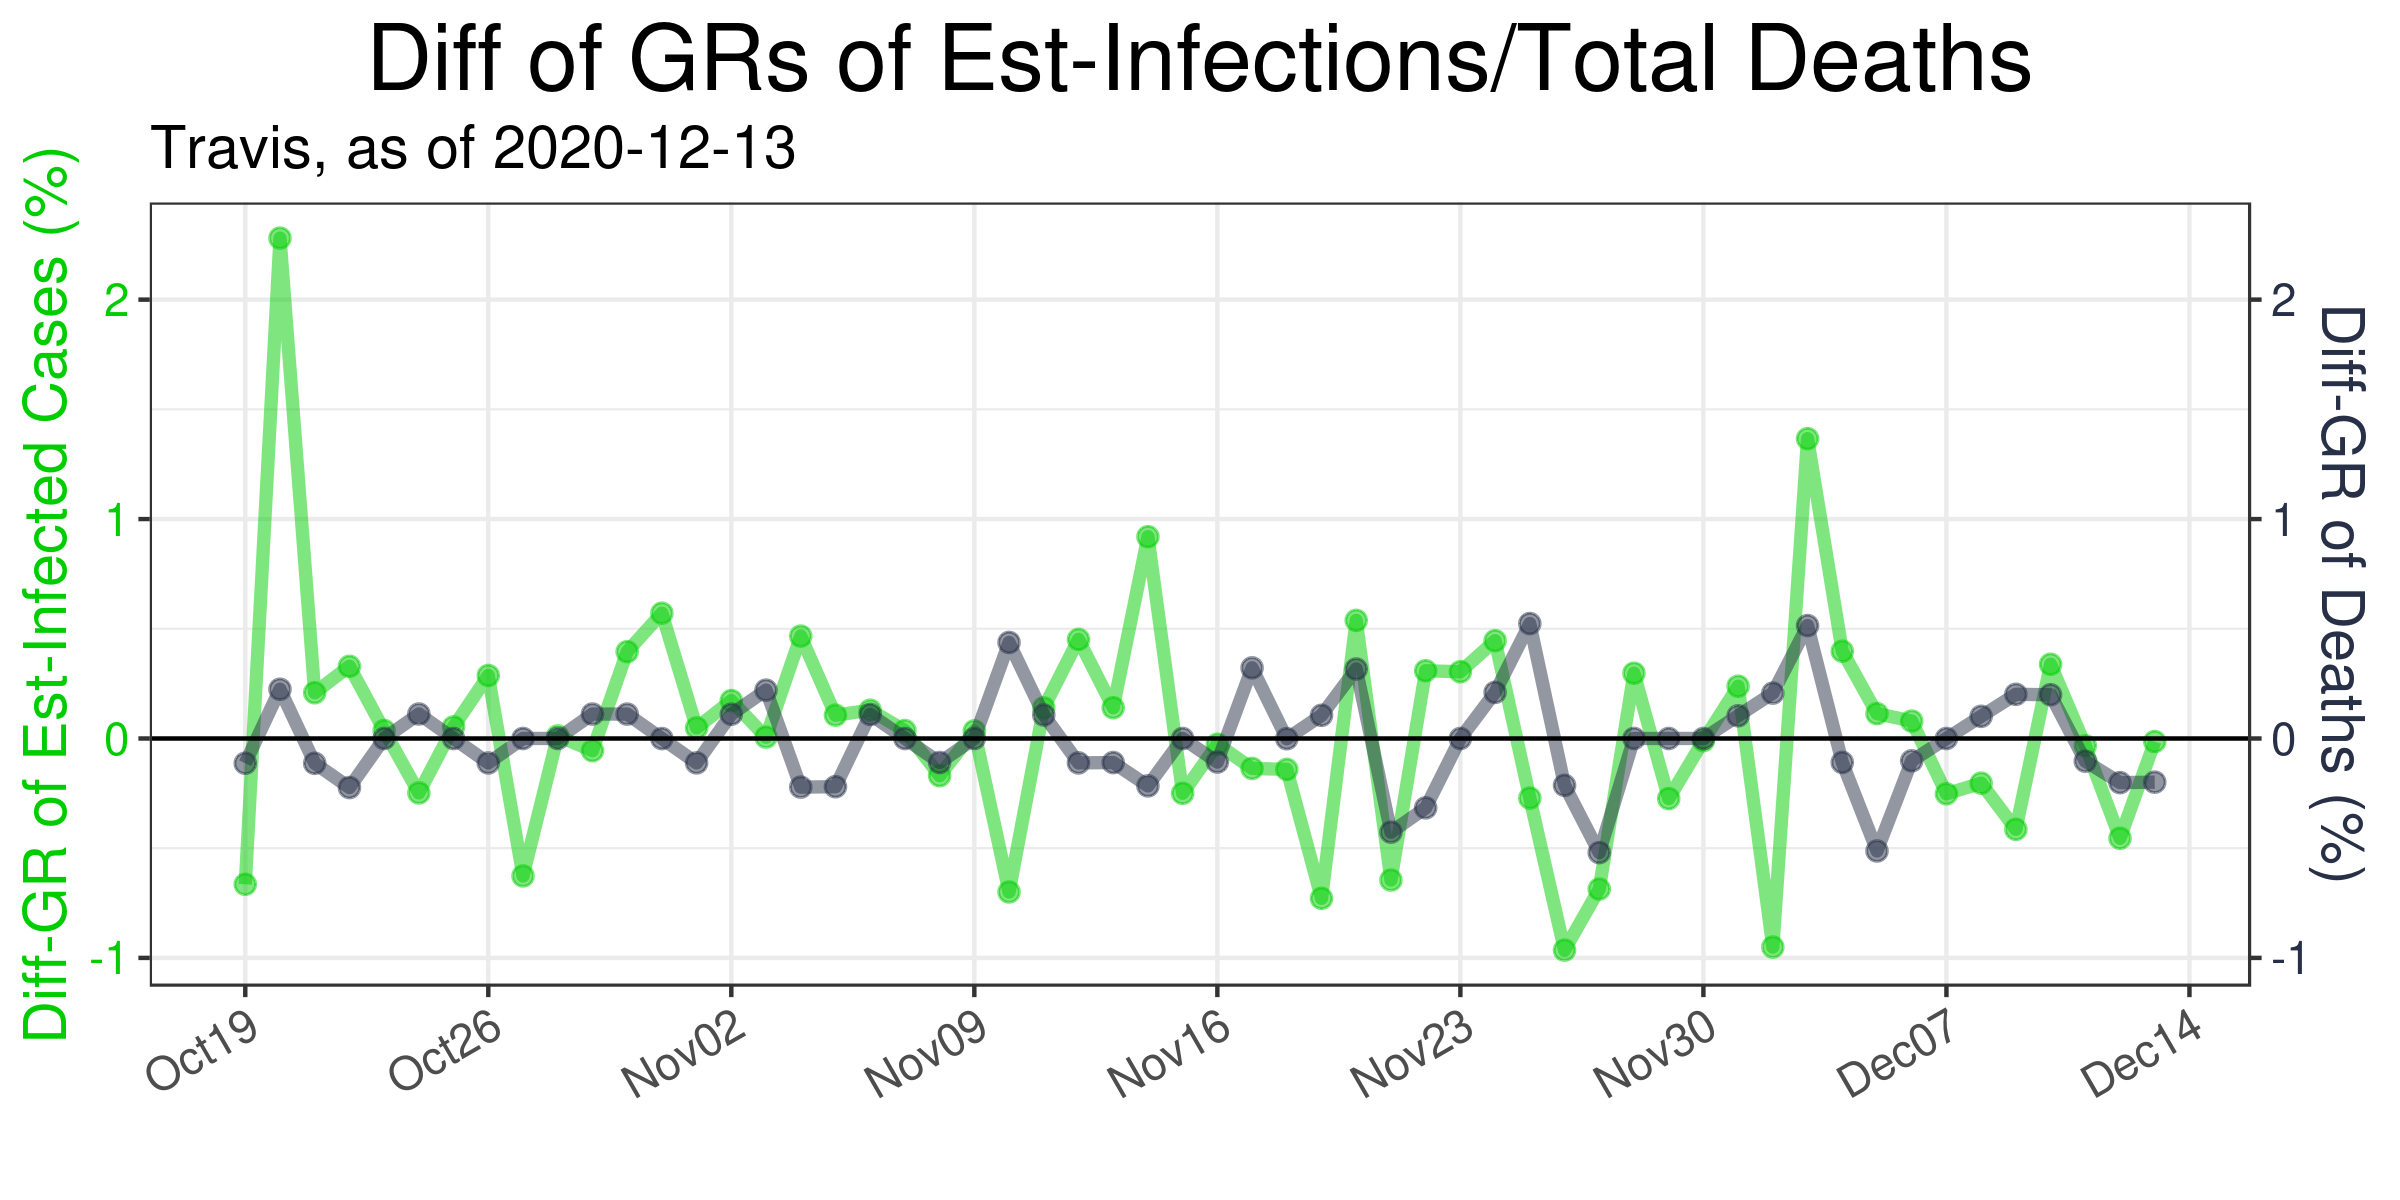 Diff of GRs of Est-Infections/Total Deaths
Travis, as of 2020-12-13
Diff-GR of Est-Infected Cases (%)
2
1
0
-1
2
1
0
-1
Diff-GR of Deaths (%)
Oct19
Oct26
Nov02
Nov09
Nov16
Nov23
Nov30
Dec07
Dec14